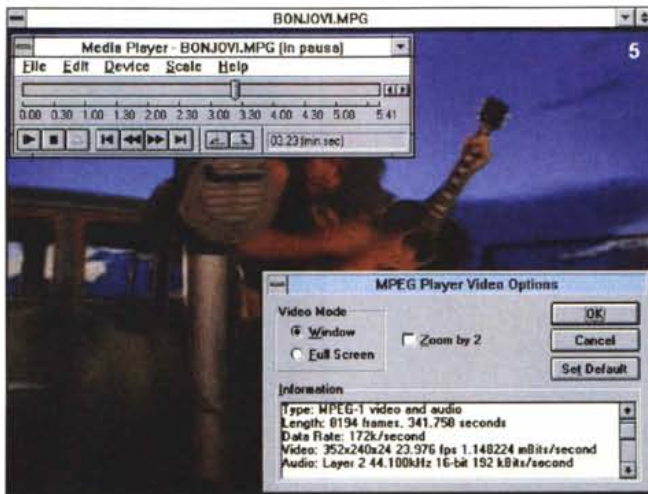 BONJOVI.MPG
5
Media Player - BONJOVI.MPG (in pausa)
File Edit Device Scale Help
0.00 0.30 1.00 1.30 2.00 2.30 3.00 3.30 4.00 4.30 5.00 5.41
03.23 (min.sec)
MPEG Player Video Options
Video Mode
Window
Full Screen
Zoom by 2
OK
Cancel
Set Default
Information
Type: MPEG-1 video and audio
Length: 8194 frames, 341.758 seconds
Data Rate: 172k/second
Video: 352x240x24 23.976 fps 1.148224 mBits/second
Audio: Layer 2 44.100kHz 16-bit 192 kBits/second